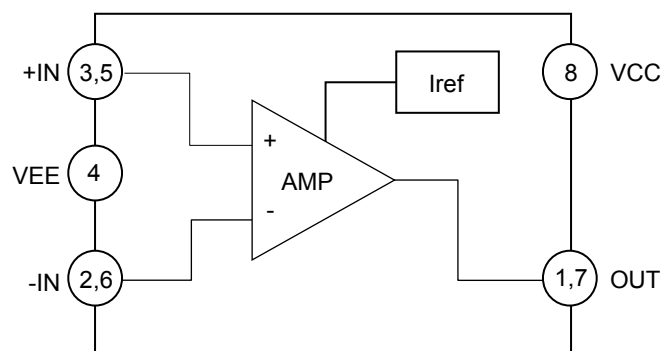 +IN 3,5
8 VCC
Iref
+
VEE 4
AMP
-
-IN 2,6
1,7 OUT